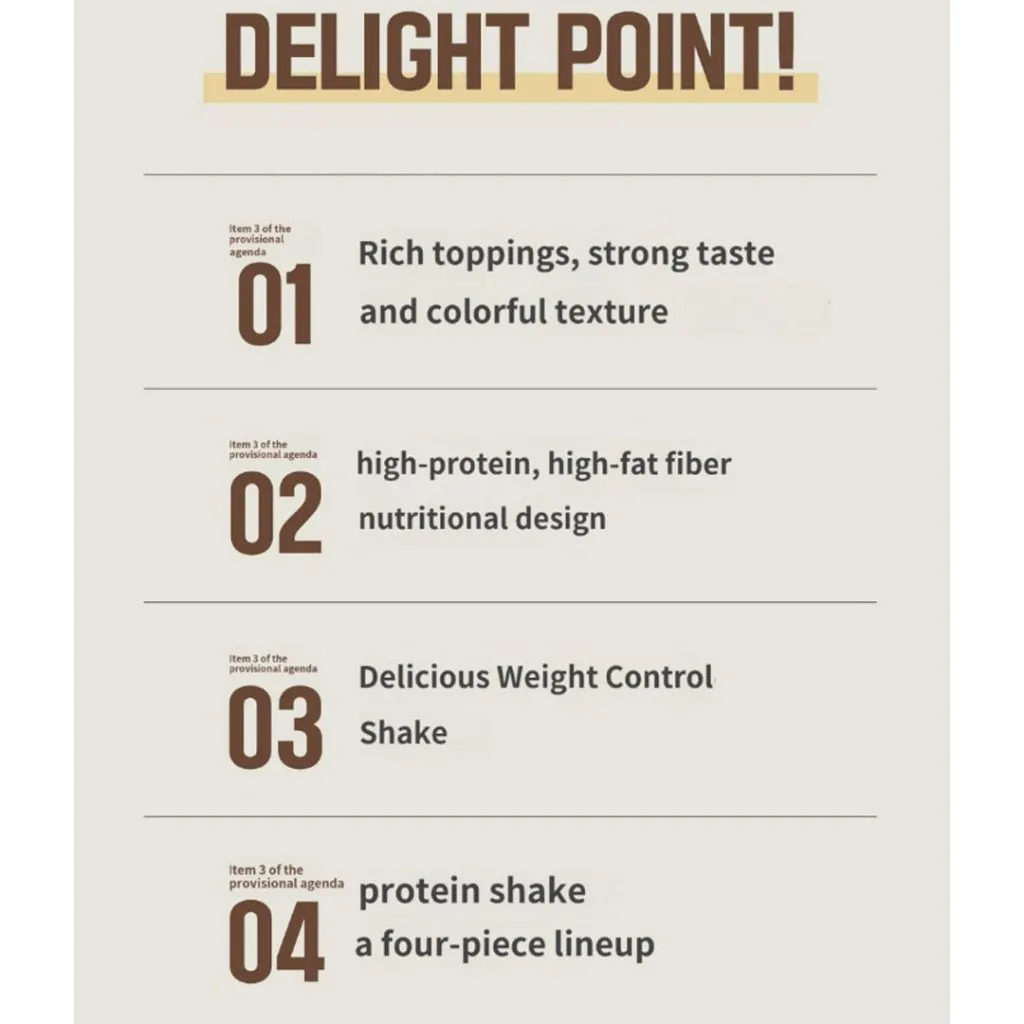 DELIGHT POINT!
Item 3 of the
provisional
agenda
01
Rich toppings, strong taste
and colorful texture
Item 3 of the
provisional agenda
02
high-protein, high-fat fiber
nutritional design
Item 3 of the
provisional agenda
03
Delicious Weight Control
Shake
Item 3 of the
provisional agenda
04
protein shake
a four-piece lineup